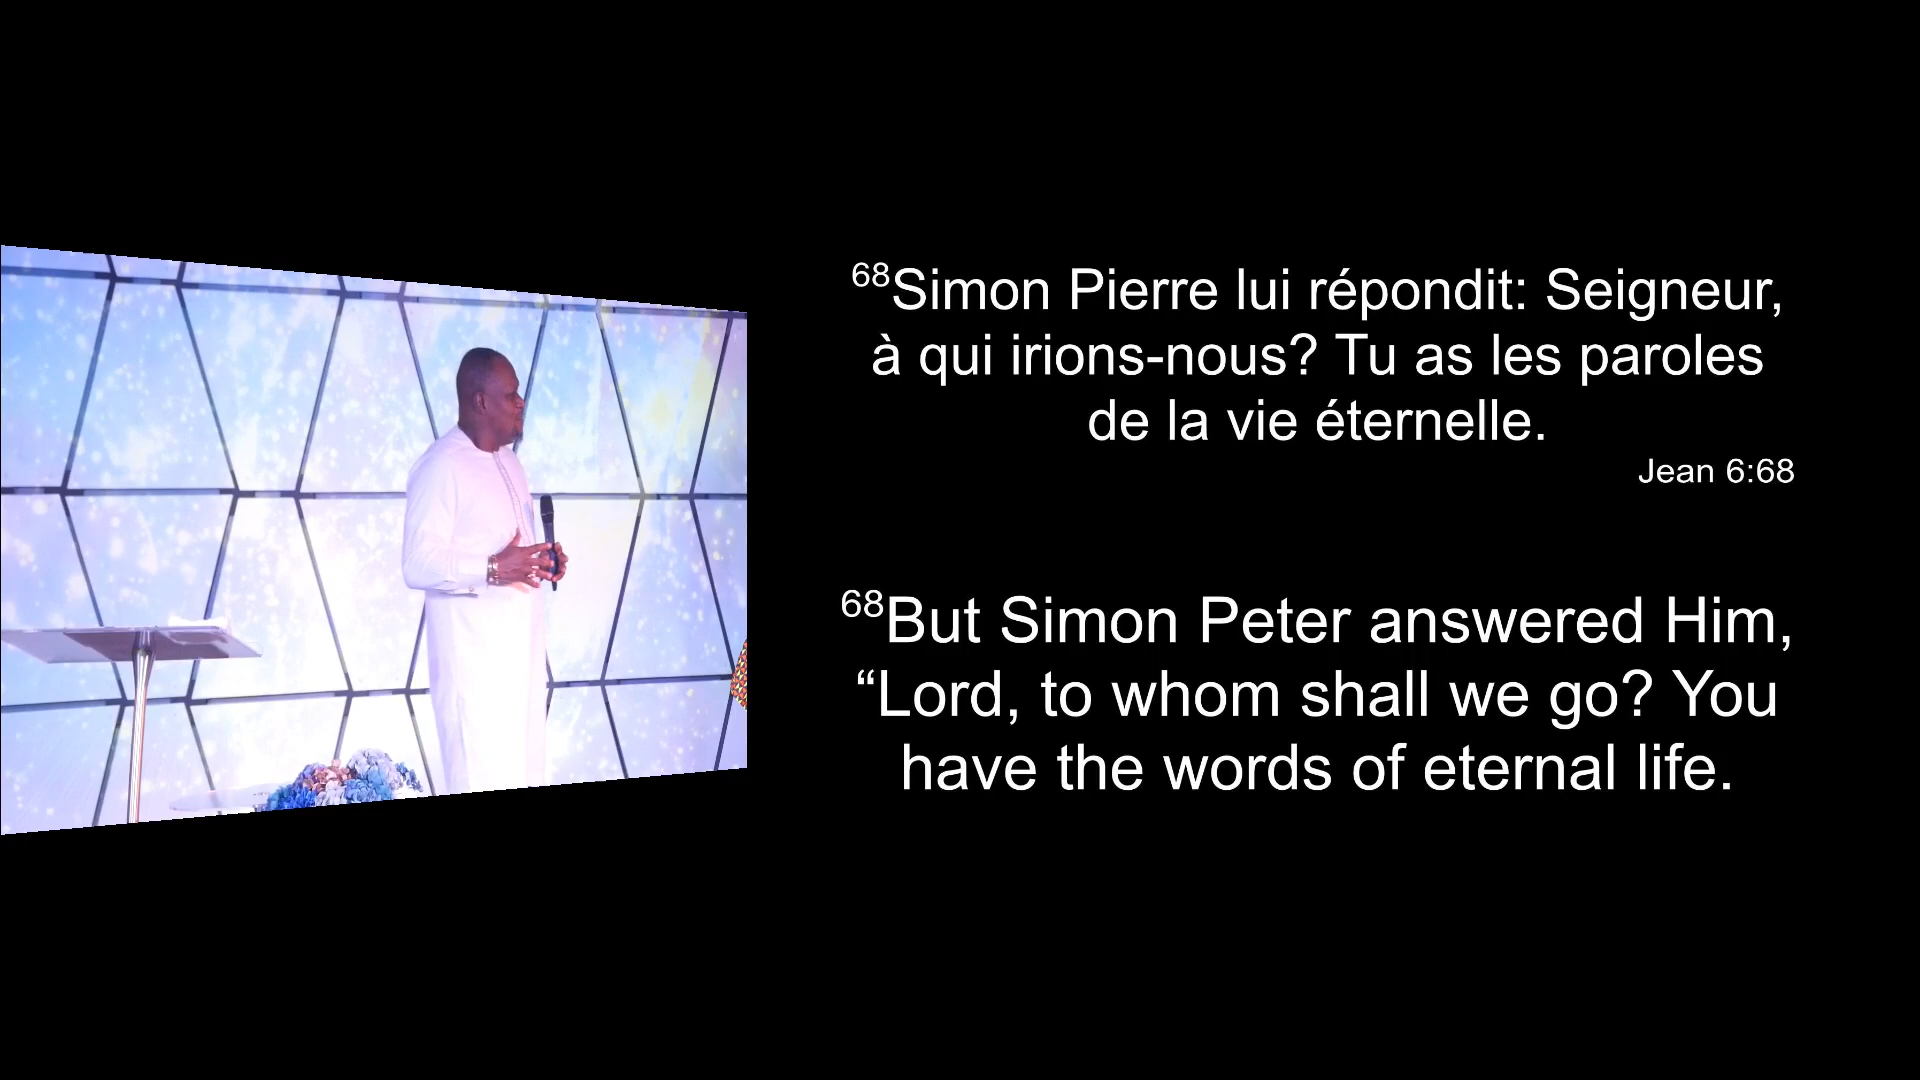 68Simon Pierre lui répondit: Seigneur,
à qui irions-nous? Tu as les paroles
de la vie éternelle.
Jean 6:68
68But Simon Peter answered Him,
“Lord, to whom shall we go? You
have the words of eternal life.